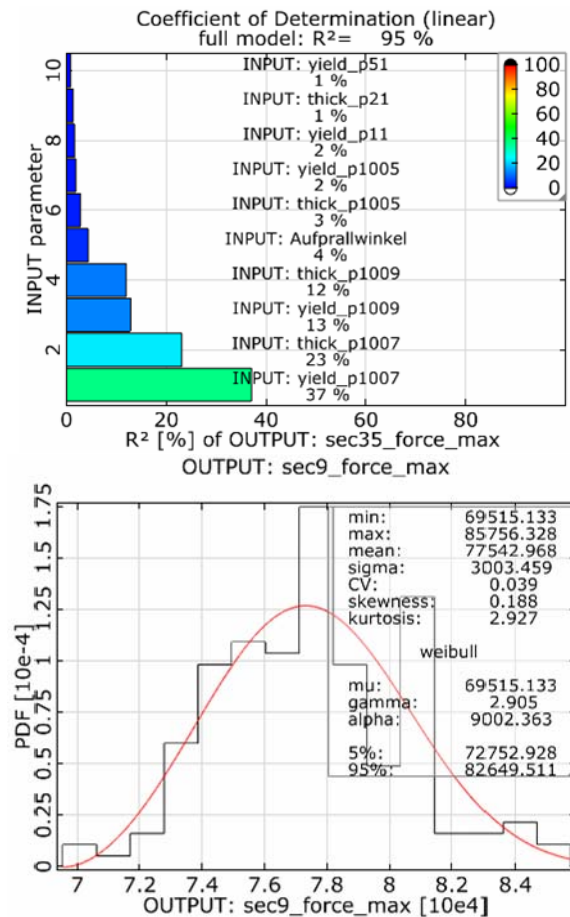 Coefficient of Determination (linear)
full model: R²= 95 %
INPUT parameter
10
8
6
4
2
INPUT: yield_p51
1 %
INPUT: thick_p21
1 %
INPUT: yield_p11
2 %
INPUT: yield_p1005
2 %
INPUT: thick_p1005
3 %
INPUT: Aufprallwinkel
4 %
INPUT: thick_p1009
12 %
INPUT: yield_p1009
13 %
INPUT: thick_p1007
23 %
INPUT: yield_p1007
37 %
100
80
60
40
20
0
0 20 40 60 80
R² [%] of OUTPUT: sec35_force_max
OUTPUT: sec9_force_max
PDF [10e-4]
1.75
1.5
1.25
1
0.75
0.5
0.25
0
min: 69515.133
max: 85756.328
mean: 77542.968
sigma: 3003.459
CV: 0.039
skewness: 0.188
kurtosis: 2.927
weibull
mu: 69515.133
gamma: 2.905
alpha: 9002.363
5%: 72752.928
95%: 82649.511
7 7.2 7.4 7.6 7.8 8 8.2 8.4
OUTPUT: sec9_force_max [10e4]